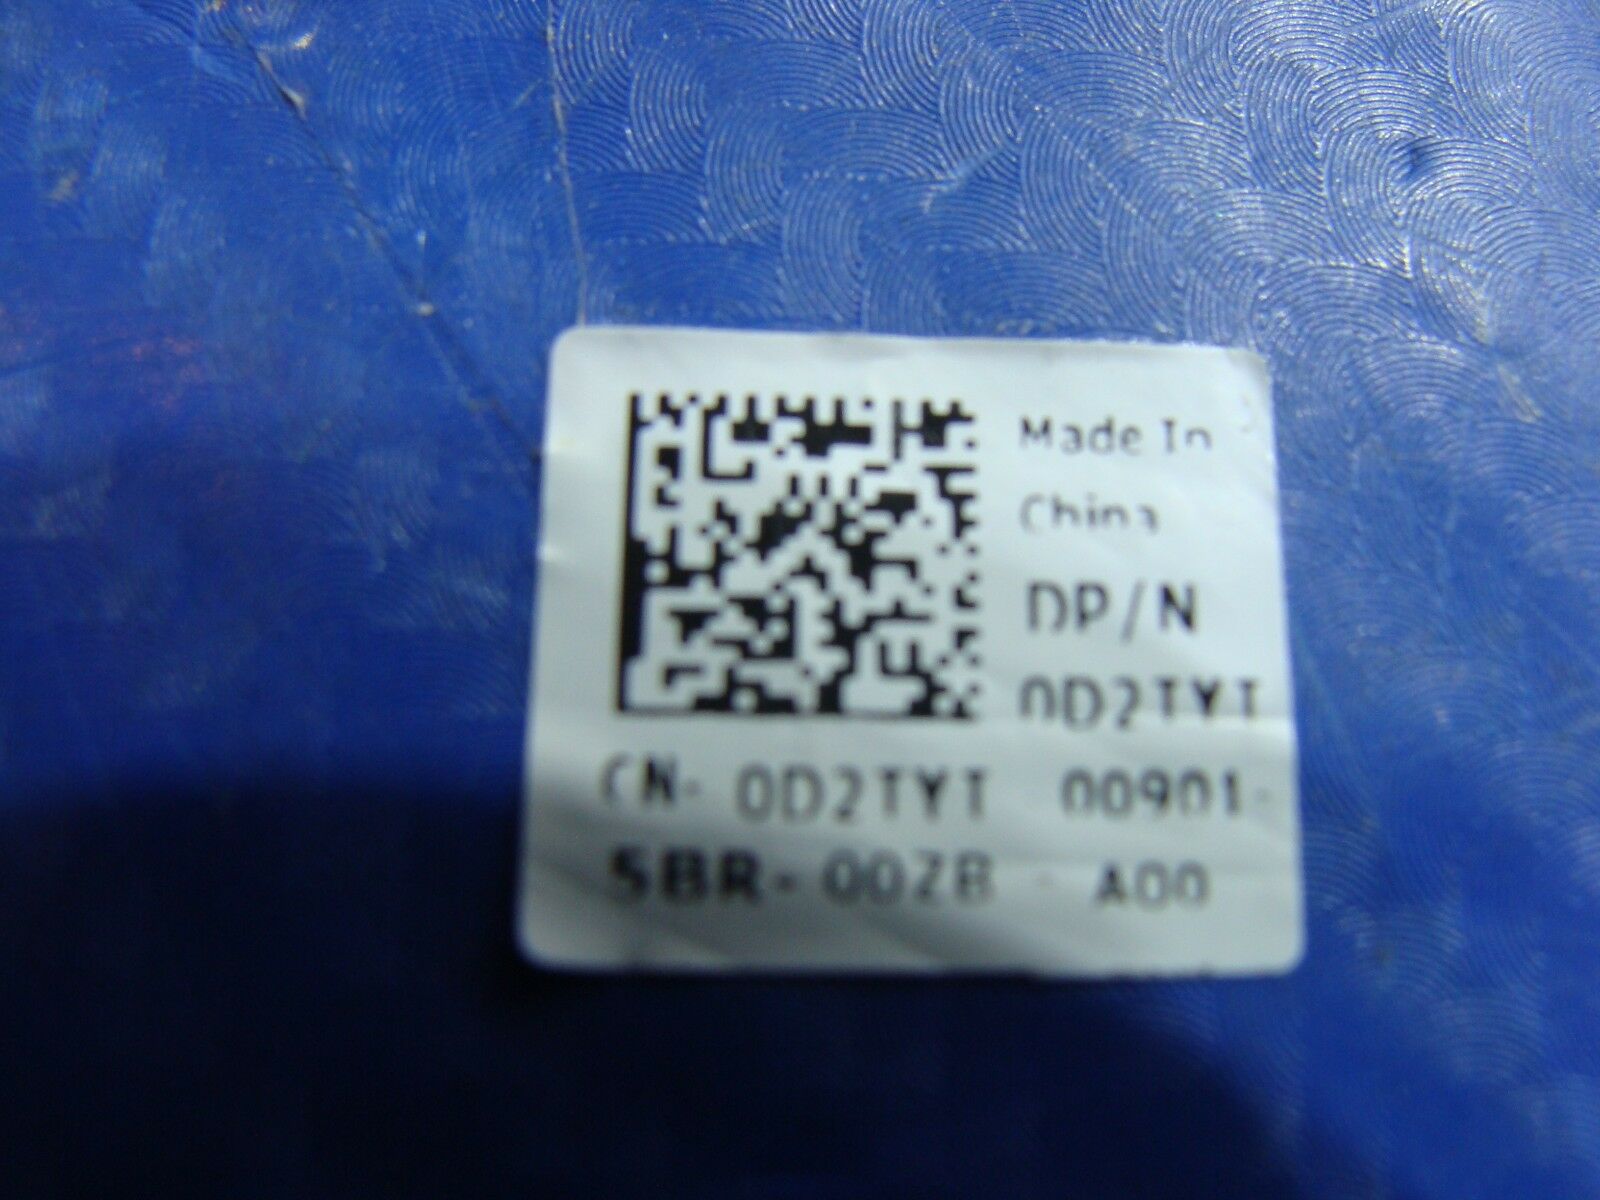 Made In
China
DP/N
0D2TYT
CN- 0D2TYT 00901-
5BR- 00ZB - A00